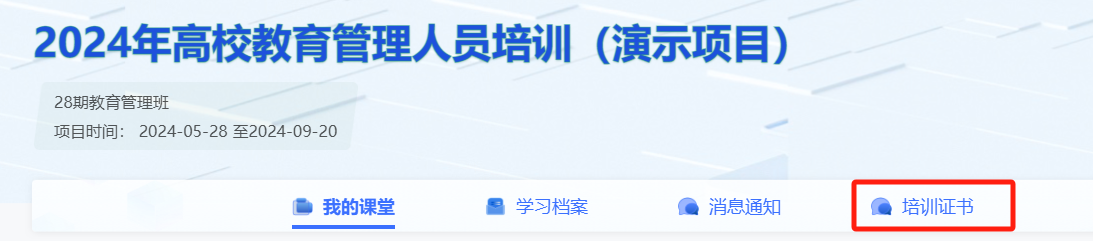 2024年高校教育管理人员培训（演示项目）
28期教育管理班
项目时间： 2024-05-28 至2024-09-20
我的课堂 学习档案 消息通知 培训证书